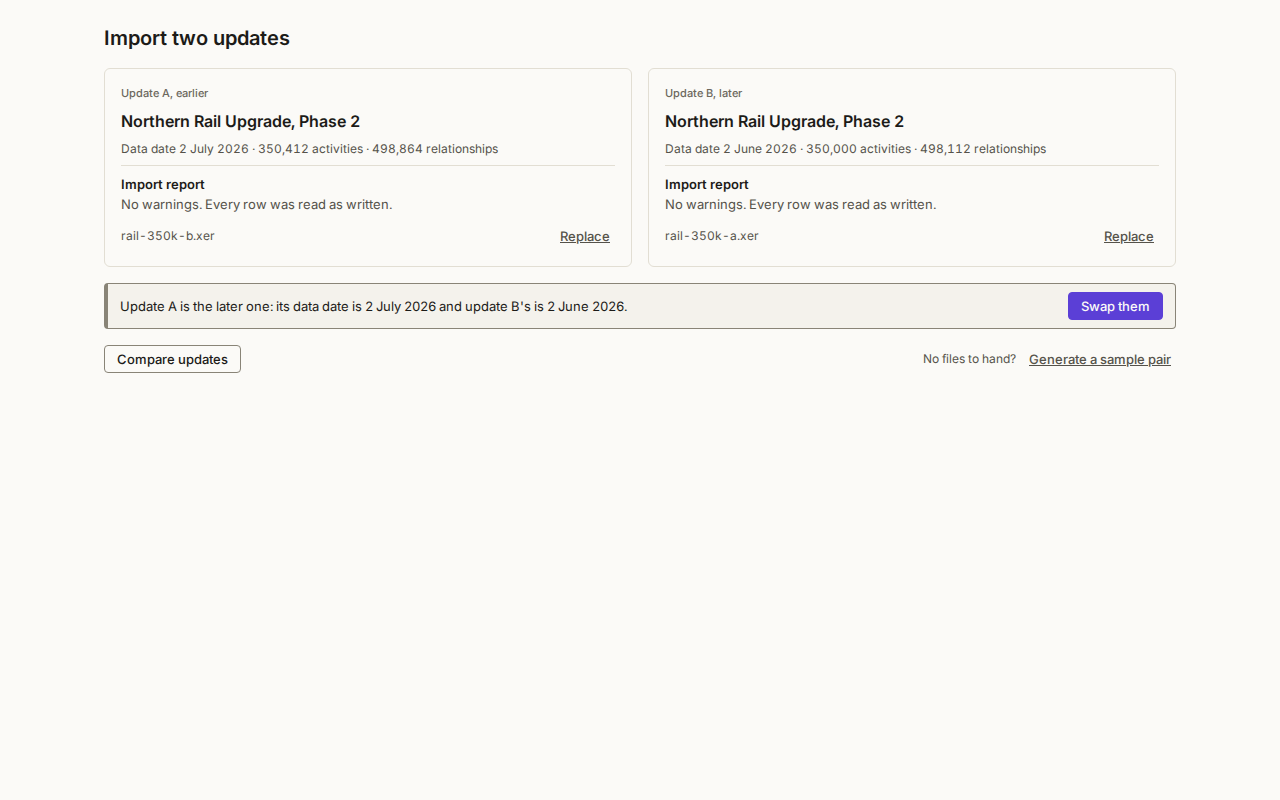 Import two updates
Update A, earlier
Northern Rail Upgrade, Phase 2
Data date 2 July 2026 · 350,412 activities · 498,864 relationships
Import report
No warnings. Every row was read as written.
rail-350k-b.xer
Replace
Update B, later
Northern Rail Upgrade, Phase 2
Data date 2 June 2026 · 350,000 activities · 498,112 relationships
Import report
No warnings. Every row was read as written.
rail-350k-a.xer
Replace
Update A is the later one: its data date is 2 July 2026 and update B's is 2 June 2026.
Swap them
Compare updates
No files to hand?
Generate a sample pair